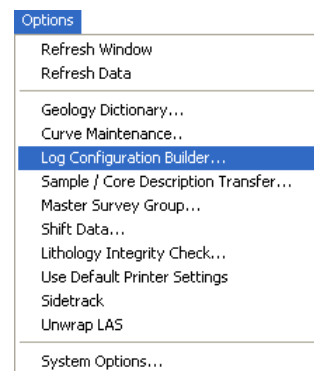 Options
Refresh Window
Refresh Data
Geology Dictionary...
Curve Maintenance..
Log Configuration Builder...
Sample / Core Description Transfer...
Master Survey Group...
Shift Data...
Lithology Integrity Check...
Use Default Printer Settings
Sidetrack
Unwrap LAS
System Options...